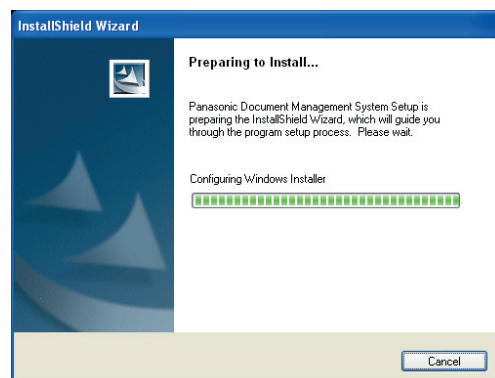 InstallShield Wizard
Preparing to Install...
Panasonic Document Management System Setup is
preparing the InstallShield Wizard, which will guide you
through the program setup process. Please wait.
Configuring Windows Installer
Cancel